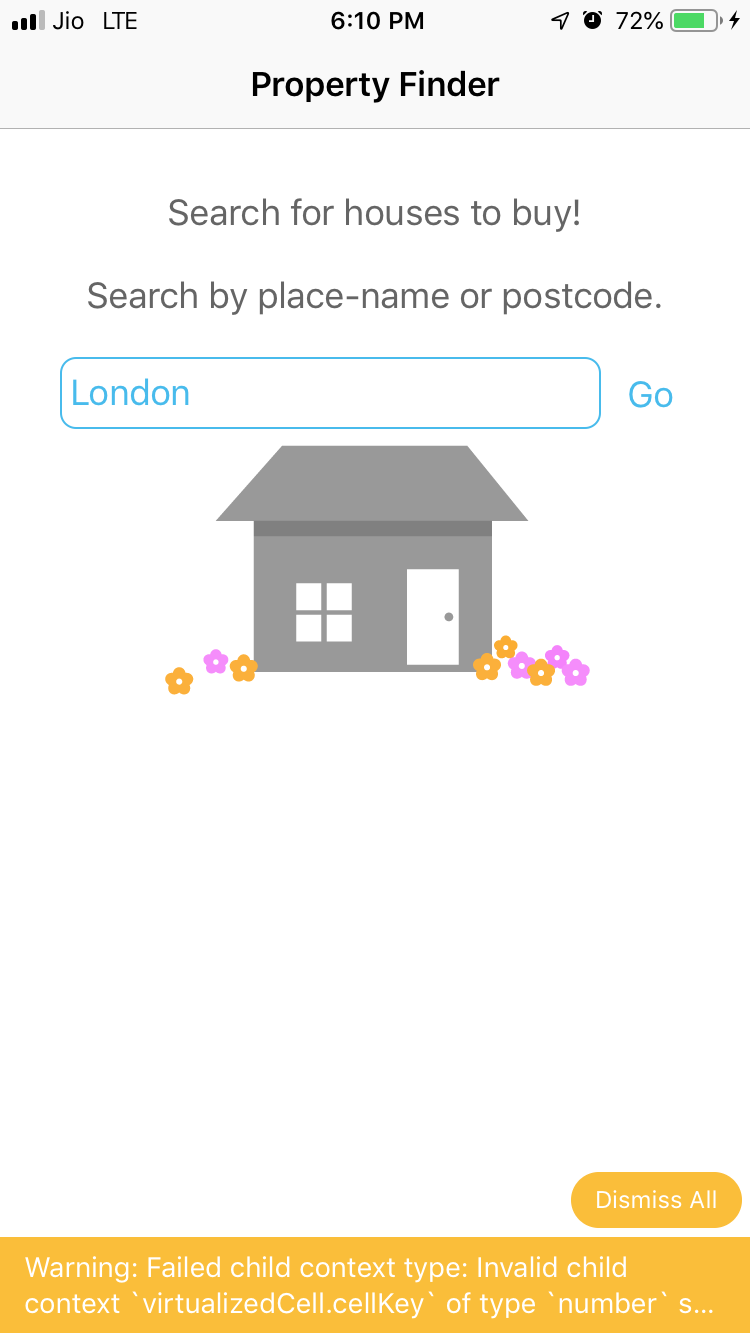 Jio LTE 6:10 PM 72%
Property Finder
Search for houses to buy!
Search by place-name or postcode.
London Go
Dismiss All
Warning: Failed child context type: Invalid child
context `virtualizedCell.cellKey` of type `number` s...